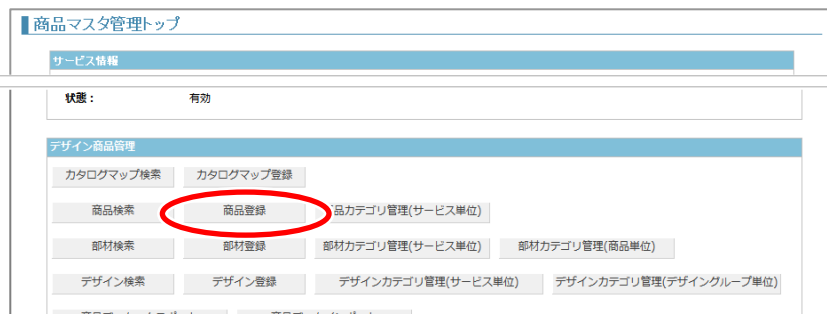 商品マスタ管理トップ
サービス情報
状態： 有効
デザイン商品管理
カタログマップ検索 カタログマップ登録
商品検索 商品登録 品カテゴリ管理(サービス単位)
部材検索 部材登録 部材カテゴリ管理(サービス単位) 部材カテゴリ管理(商品単位)
デザイン検索 デザイン登録 デザインカテゴリ管理(サービス単位) デザインカテゴリ管理(デザイングループ単位)